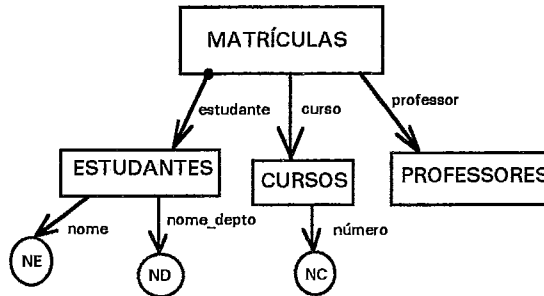 MATRÍCULAS
estudante
curso
professor
ESTUDANTES
CURSOS
PROFESSORES
nome
nome_depto
número
NE
ND
NC